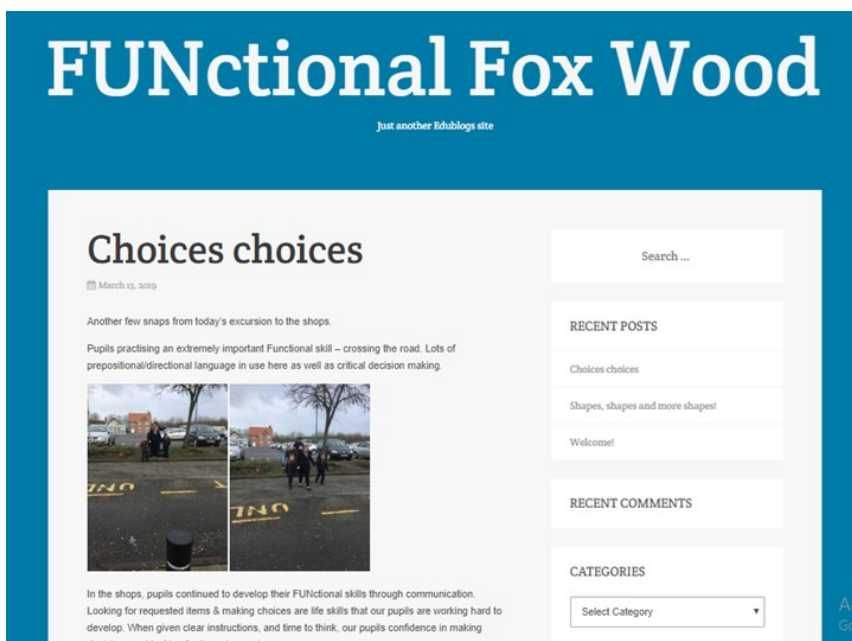 FUNctional Fox Wood
Just another Edublogs site
Choices choices
March 13, 2019
Another few snaps from today's excursion to the shops.
Pupils practising an extremely important Functional skill – crossing the road. Lots of
prepositional/directional language in use here as well as critical decision making.
In the shops, pupils continued to develop their FUNctional skills through communication.
Looking for requested items & making choices are life skills that our pupils are working hard to
develop. When given clear instructions, and time to think, our pupils confidence in making
Search ...
RECENT POSTS
Choices choices
Shapes, shapes and more shapes!
Welcome!
RECENT COMMENTS
CATEGORIES
Select Category